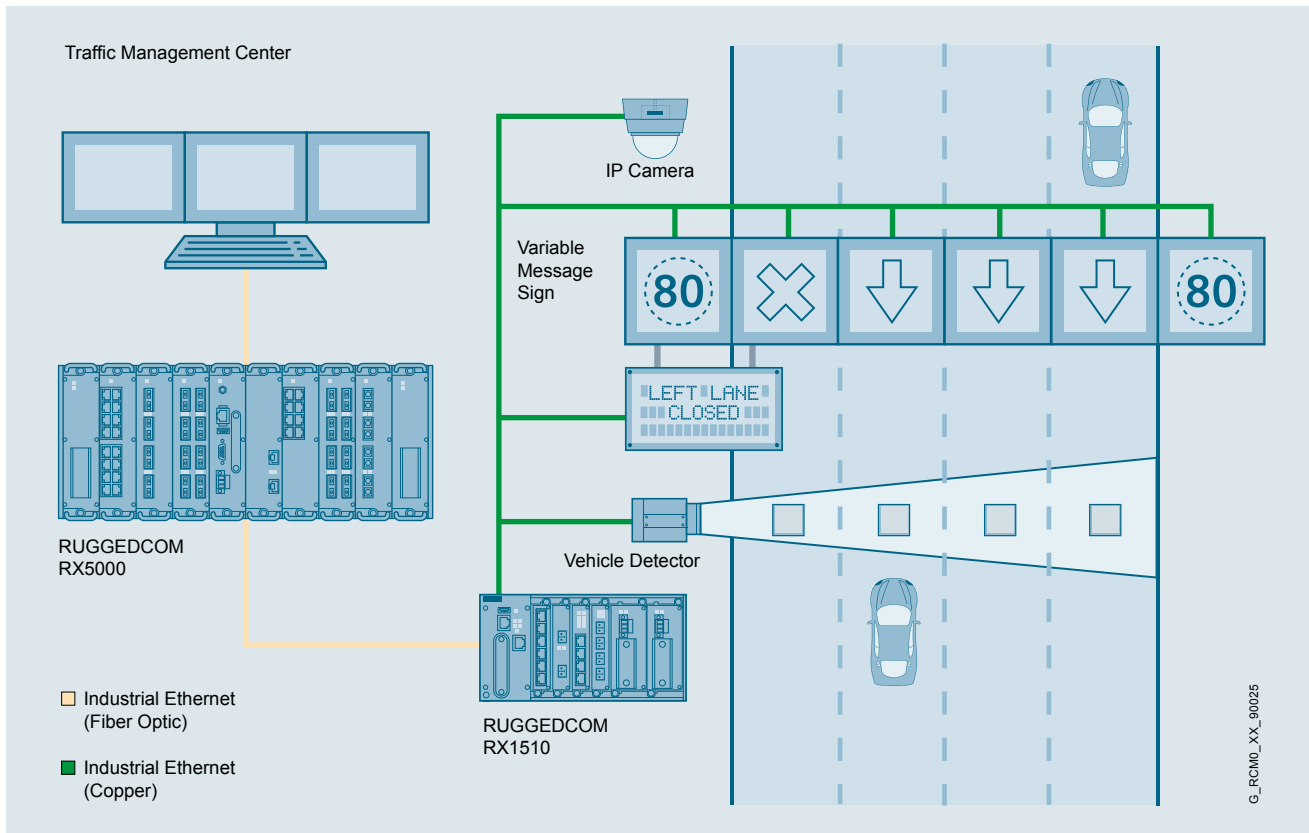 Traffic Management Center
IP Camera
Variable
Message
Sign
80
80
LEFT LANE
CLOSED
Vehicle Detector
RUGGEDCOM
RX5000
RUGGEDCOM
RX1510
Industrial Ethernet
(Fiber Optic)
Industrial Ethernet
(Copper)
G_RCM0_XX_90025